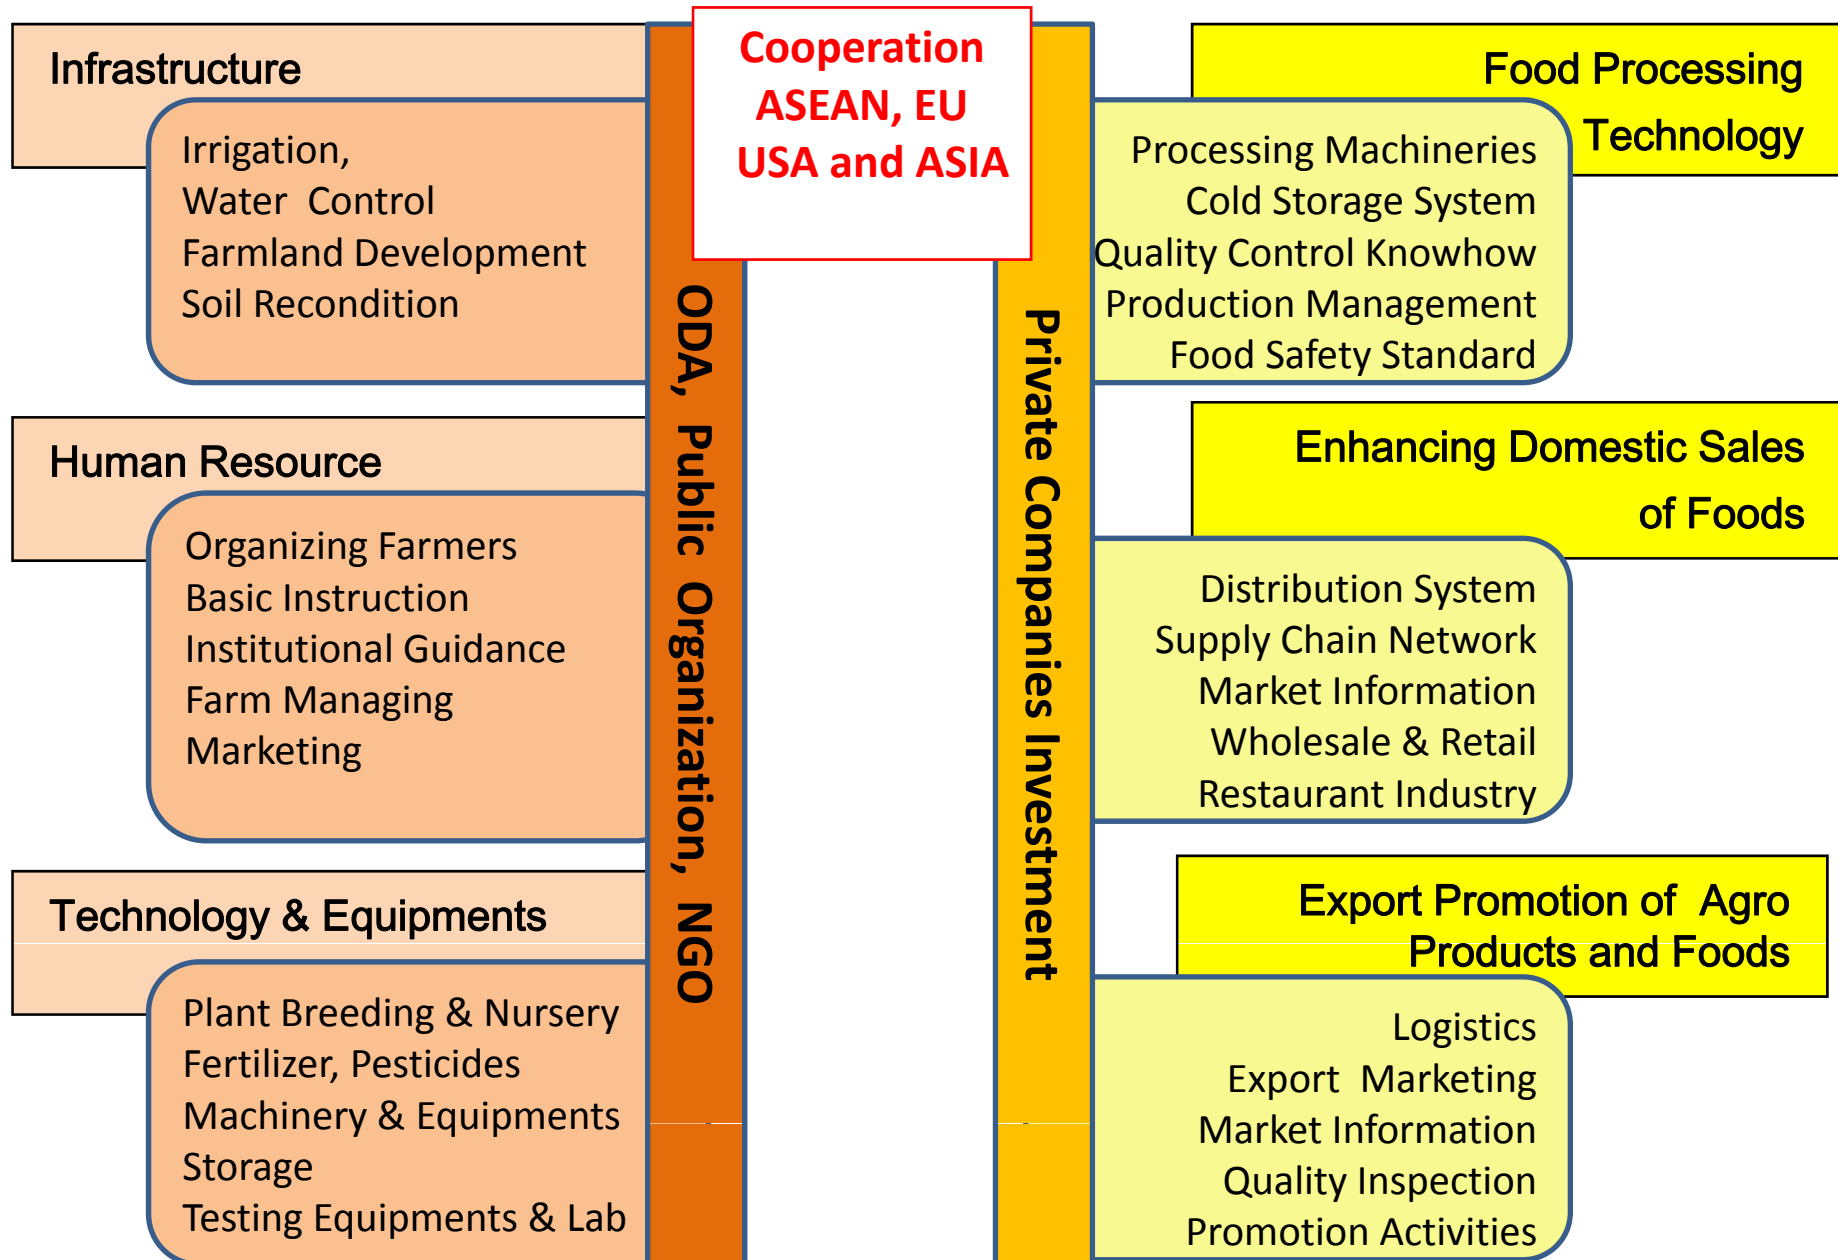 Cooperation
ASEAN, EU
USA and ASIA
Infrastructure
Irrigation,
Water  Control
Farmland Development
Soil Recondition
Human Resource
Organizing Farmers
Basic Instruction
Institutional Guidance
Farm Managing
Marketing
Technology & Equipments
Plant Breeding & Nursery
Fertilizer, Pesticides
Machinery & Equipments
Storage
Testing Equipments & Lab
ODA,  Public  Organization,  NGO
Private Companies Investment
Food Processing
Technology
Processing Machineries
Cold Storage System
Quality Control Knowhow
Production Management
Food Safety Standard
Enhancing Domestic Sales
of Foods
Distribution System
Supply Chain Network
Market Information
Wholesale & Retail
Restaurant Industry
Export Promotion of  Agro
Products and Foods
Logistics
Export  Marketing
Market Information
Quality Inspection
Promotion Activities